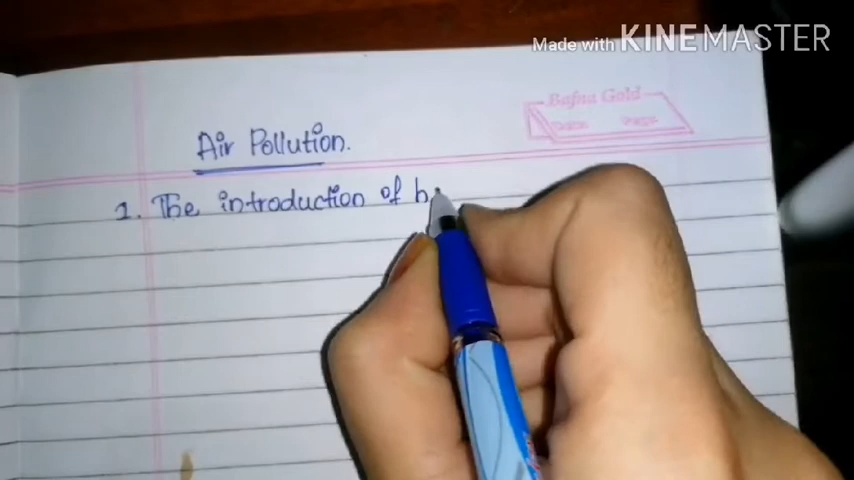 Made with KINEMASTER
Bafna Gold
Date Page
Air Pollution.
1. The introduction of h